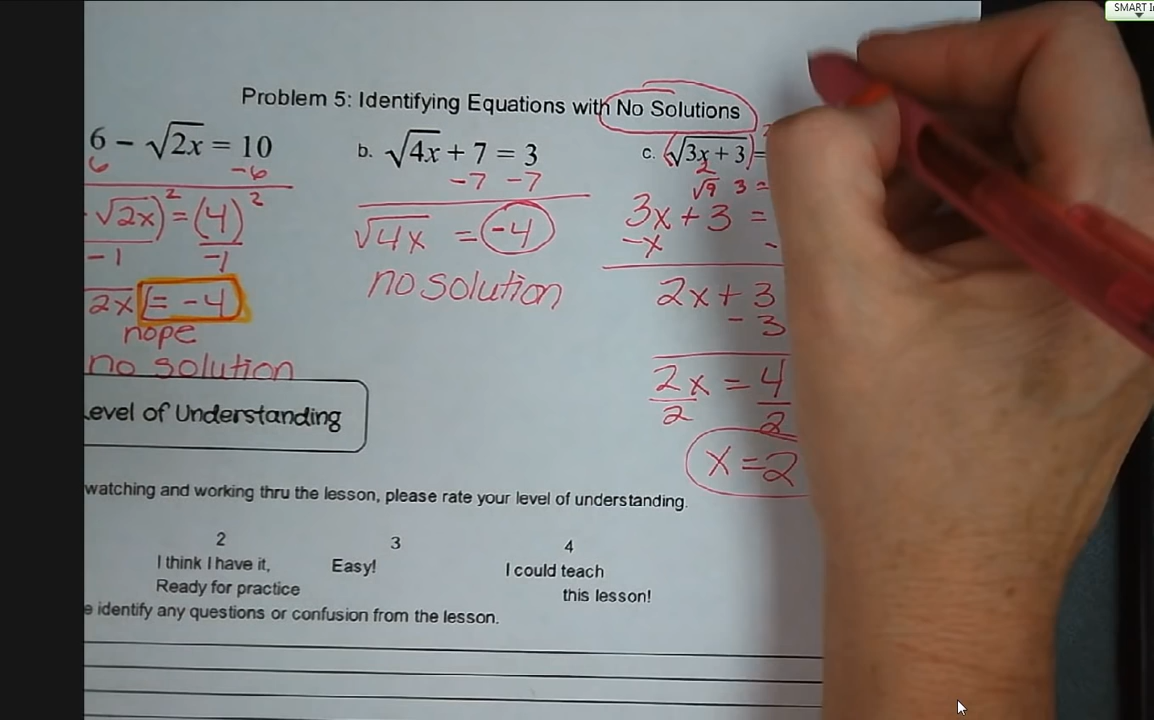 SMART
Problem 5: Identifying Equations with No Solutions
6 − √2x = 10
6 −6
√2x)² = (4)²
−1 −1
2x = −4
nope
no solution
b. √4x + 7 = 3
−7 −7
√4x = −4
no solution
c. (√3x + 3) =
2
√9 3 =
3x + 3 =
−x -
2x + 3
− 3
2x = 4
2 2
x = 2
Level of Understanding
watching and working thru the lesson, please rate your level of understanding.
2 3 4
I think I have it, Easy! I could teach
Ready for practice this lesson!
identify any questions or confusion from the lesson.